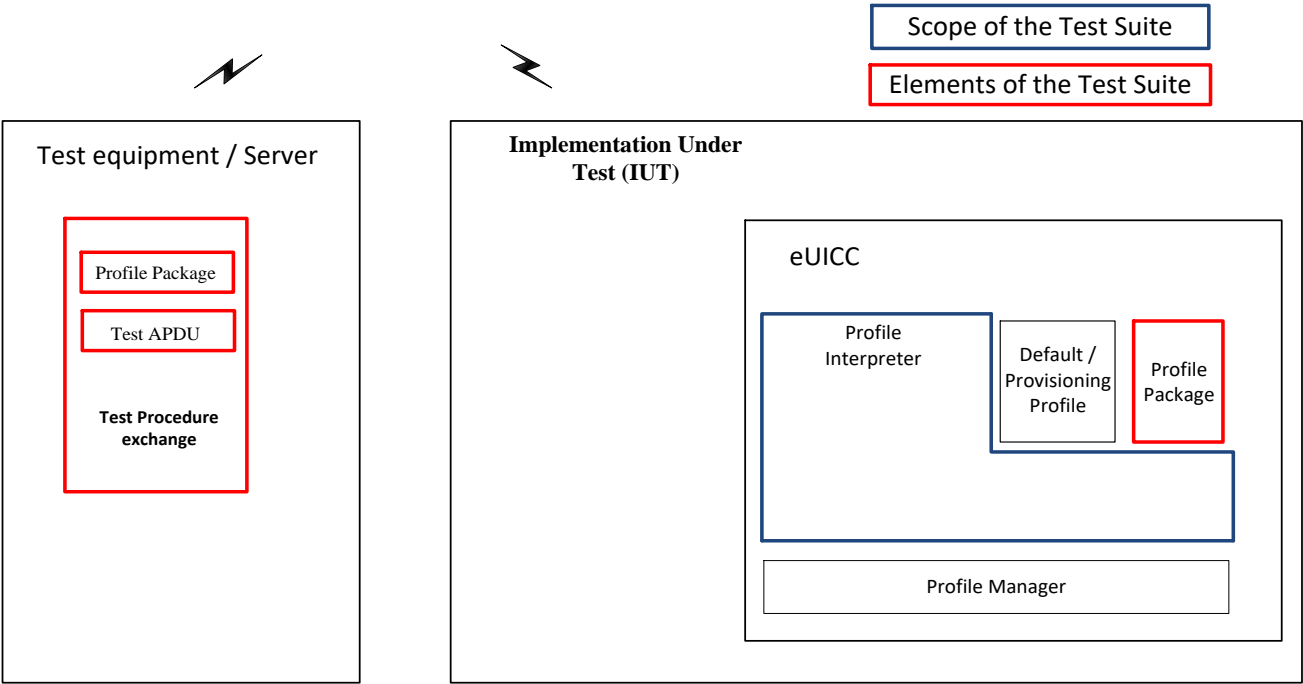 Scope of the Test Suite
Elements of the Test Suite
Test equipment / Server
Profile Package
Test APDU
Test Procedure
exchange
Implementation Under
Test (IUT)
eUICC
Profile
Interpreter
Default /
Provisioning
Profile
Profile
Package
Profile Manager